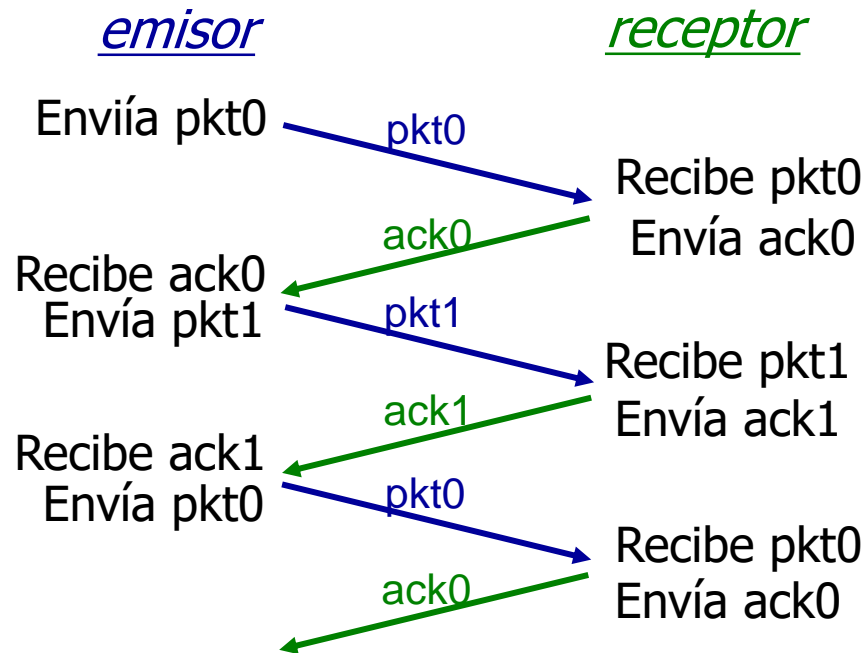 emisor
receptor
Enviía pkt0
pkt0
Recibe pkt0
Envía ack0
ack0
Recibe ack0
Envía pkt1
pkt1
Recibe pkt1
Envía ack1
ack1
Recibe ack1
Envía pkt0
pkt0
Recibe pkt0
Envía ack0
ack0